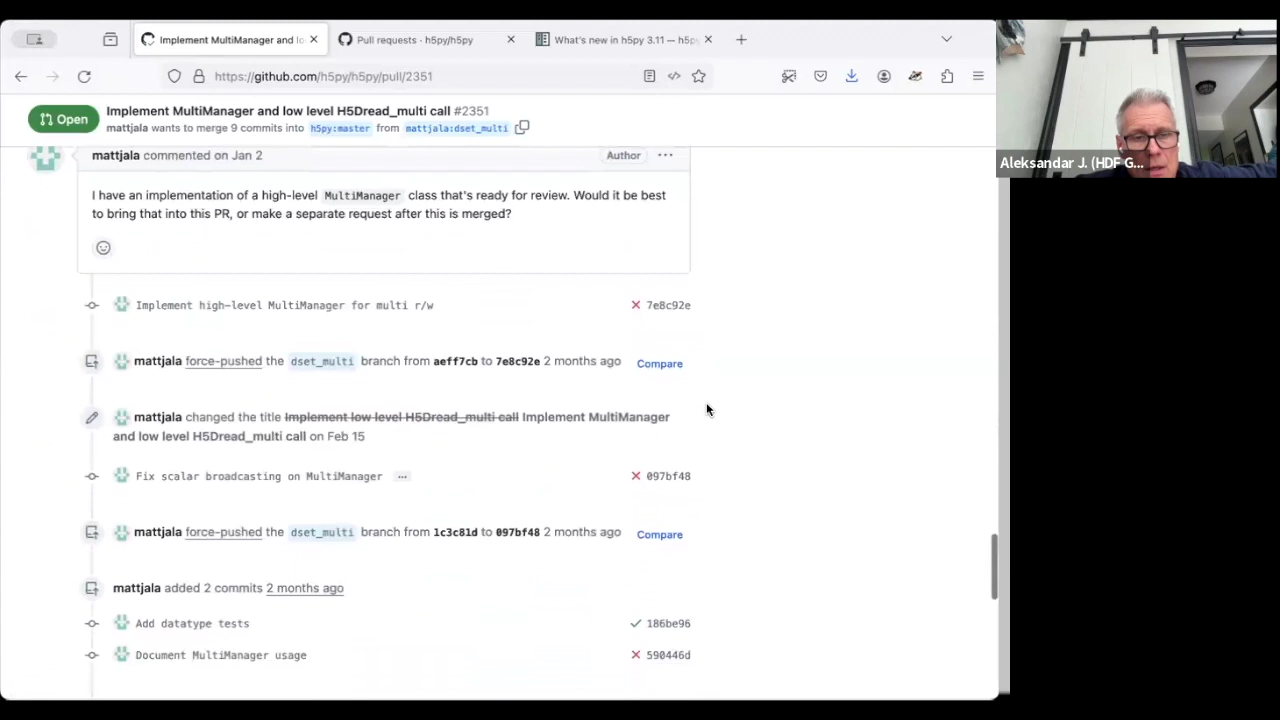 Implement MultiManager and lo
Pull requests · h5py/h5py
What's new in h5py 3.11 — h5p
https://github.com/h5py/h5py/pull/2351
Open
Implement MultiManager and low level H5Dread_multi call #2351
mattjala wants to merge 9 commits into h5py:master from mattjala:dset_multi
mattjala commented on Jan 2
Author
I have an implementation of a high-level MultiManager class that's ready for review. Would it be best
to bring that into this PR, or make a separate request after this is merged?
Implement high-level MultiManager for multi r/w
7e8c92e
mattjala force-pushed the dset_multi branch from aeff7cb to 7e8c92e 2 months ago
Compare
mattjala changed the title Implement low level H5Dread_multi call Implement MultiManager
and low level H5Dread_multi call on Feb 15
Fix scalar broadcasting on MultiManager
097bf48
mattjala force-pushed the dset_multi branch from 1c3c81d to 097bf48 2 months ago
Compare
mattjala added 2 commits 2 months ago
Add datatype tests
186be96
Document MultiManager usage
590446d
Aleksandar J. (HDF G...